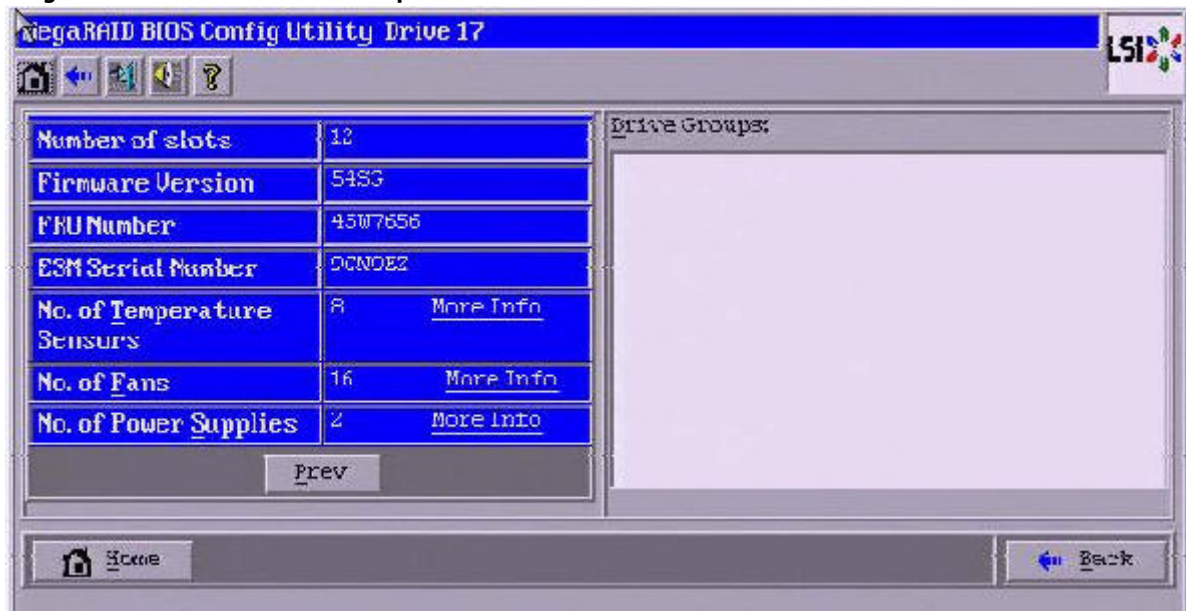 MegaRAID BIOS Config Utility Drive 17
LSI
Number of slots 12
Firmware Version 54SG
FRU Number 45W7656
ESM Serial Number
No. of Temperature Sensors 8 More Info
No. of Fans 16 More Info
No. of Power Supplies 2 More Info
Prev
Drive Groups:
Home
Back